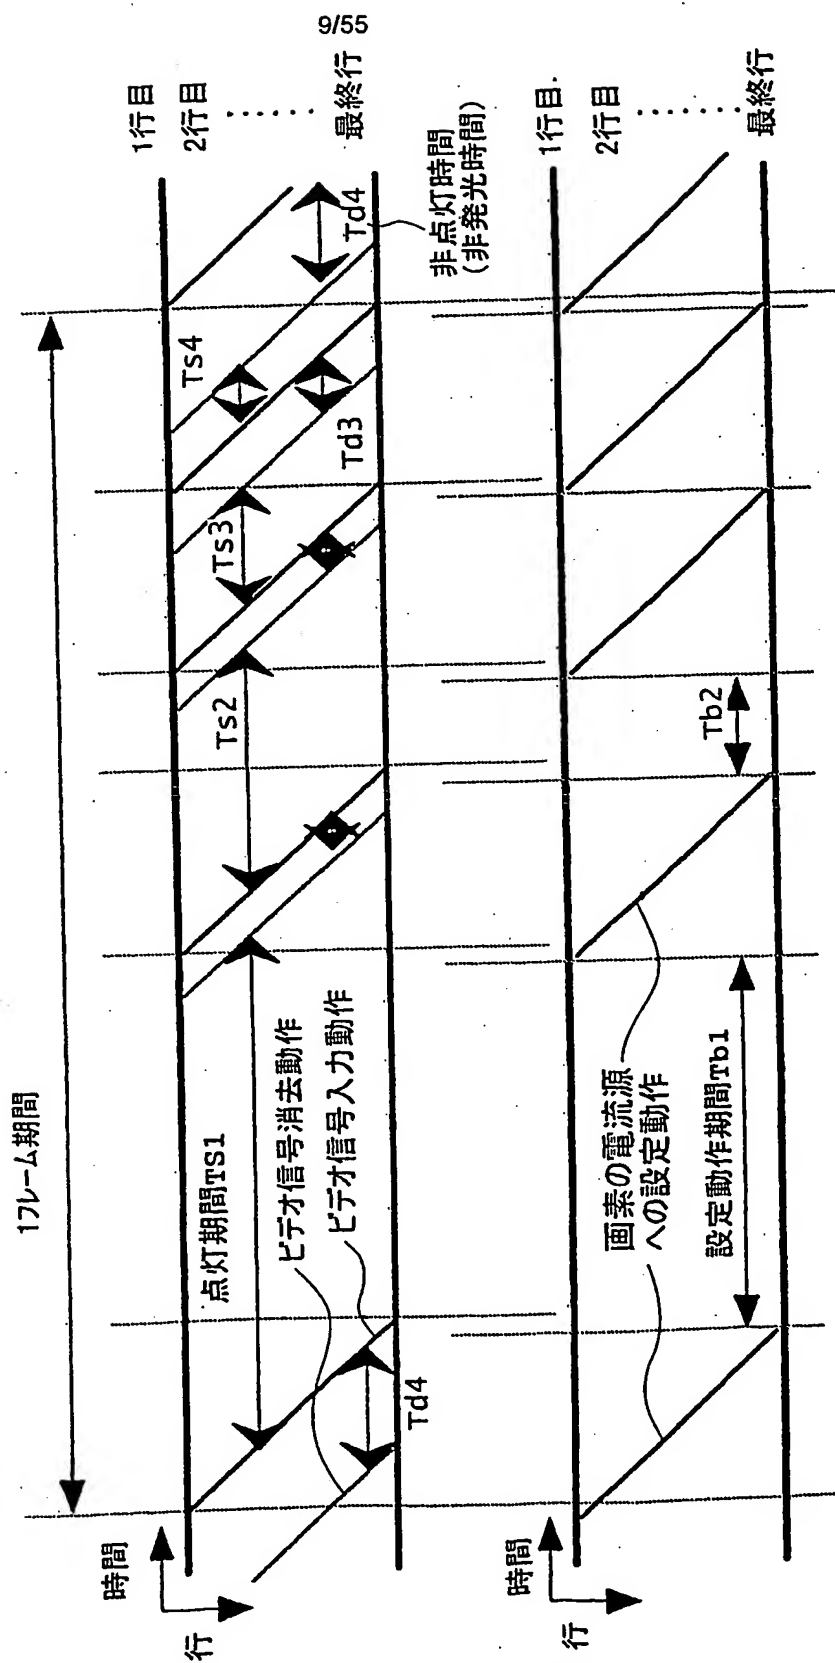 9/55
1フレーム期間
時間
行
点灯期間TS1
Ts2
Ts3
Ts4
ビデオ信号消去動作
ビデオ信号入力動作
Td4
Td3
Td4
非点灯時間
(非発光時間)
1行目
2行目
最終行
時間
行
画素の電流源
への設定動作
設定動作期間Tb1
Tb2
1行目
2行目
最終行